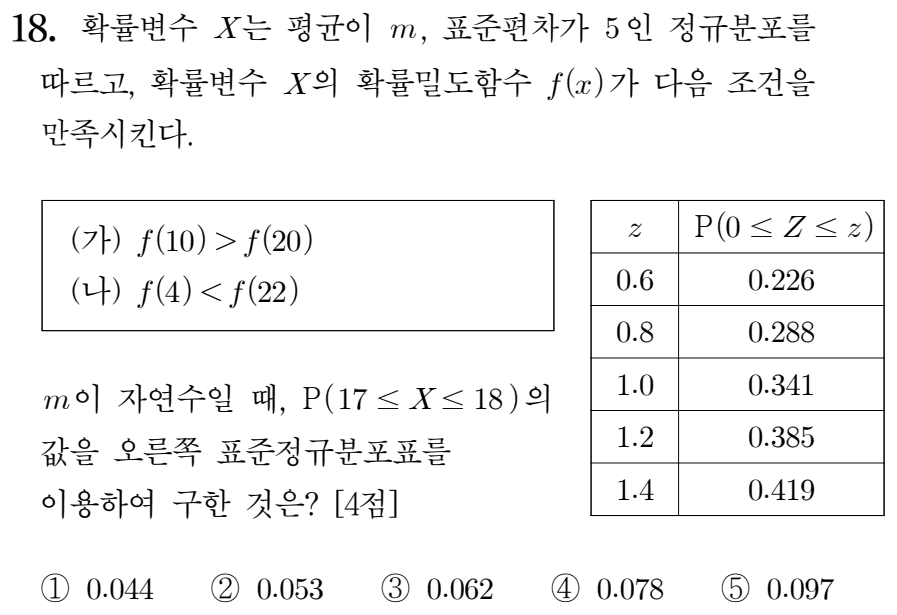 18. 확률변수 X는 평균이 m, 표준편차가 5인 정규분포를
따르고, 확률변수 X의 확률밀도함수 f(x)가 다음 조건을
만족시킨다.
(가) f(10) > f(20)
(나) f(4) < f(22)
z P(0 ≤ Z ≤ z)
0.6 0.226
0.8 0.288
1.0 0.341
1.2 0.385
1.4 0.419
m이 자연수일 때, P(17 ≤ X ≤ 18)의
값을 오른쪽 표준정규분포표를
이용하여 구한 것은? [4점]
① 0.044 ② 0.053 ③ 0.062 ④ 0.078 ⑤ 0.097